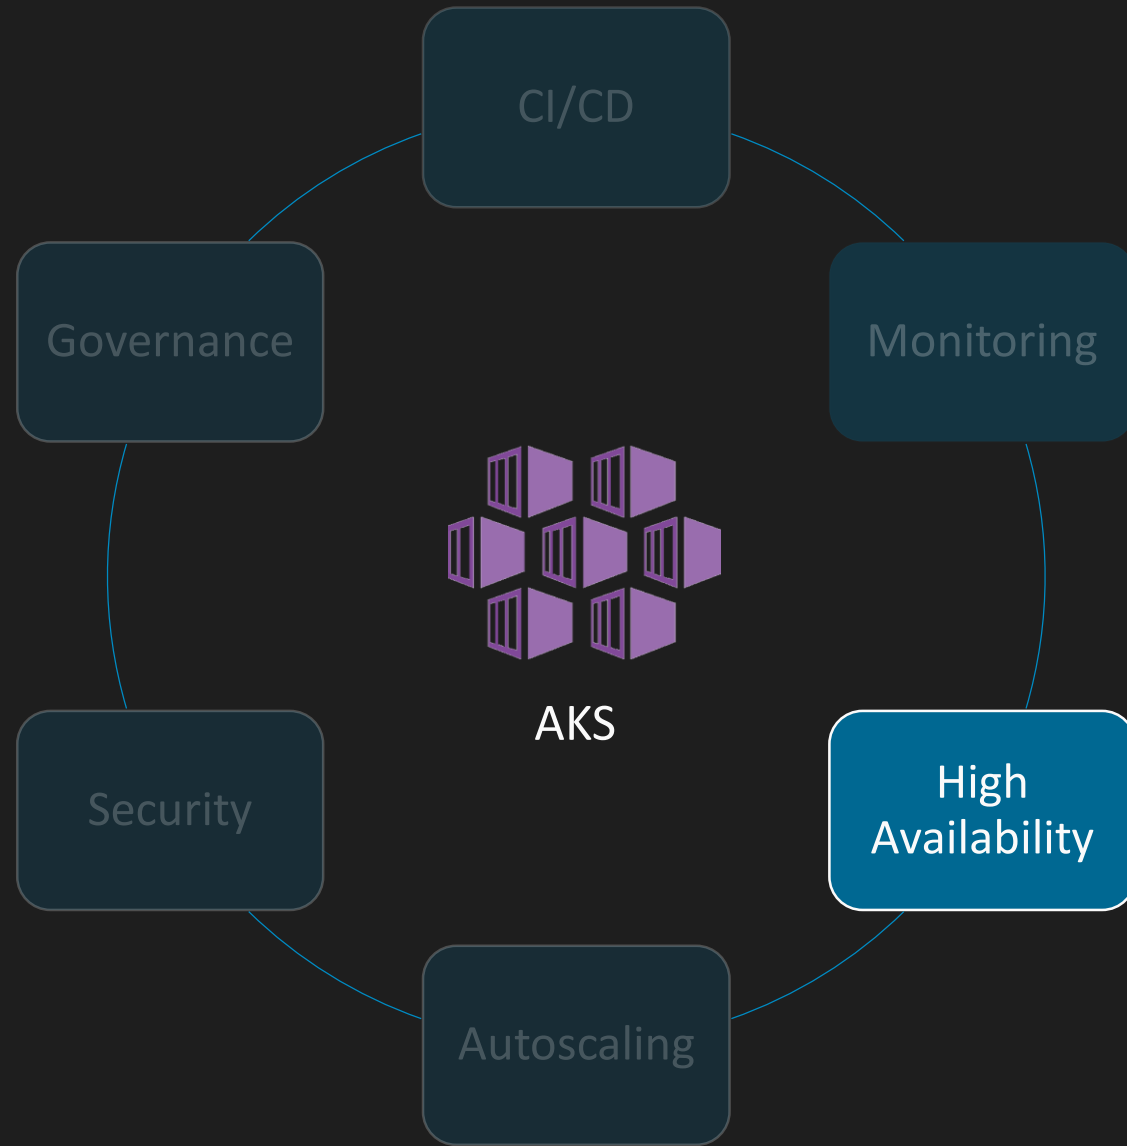 CI/CD
Governance
Monitoring
AKS
Security
High
Availability
Autoscaling